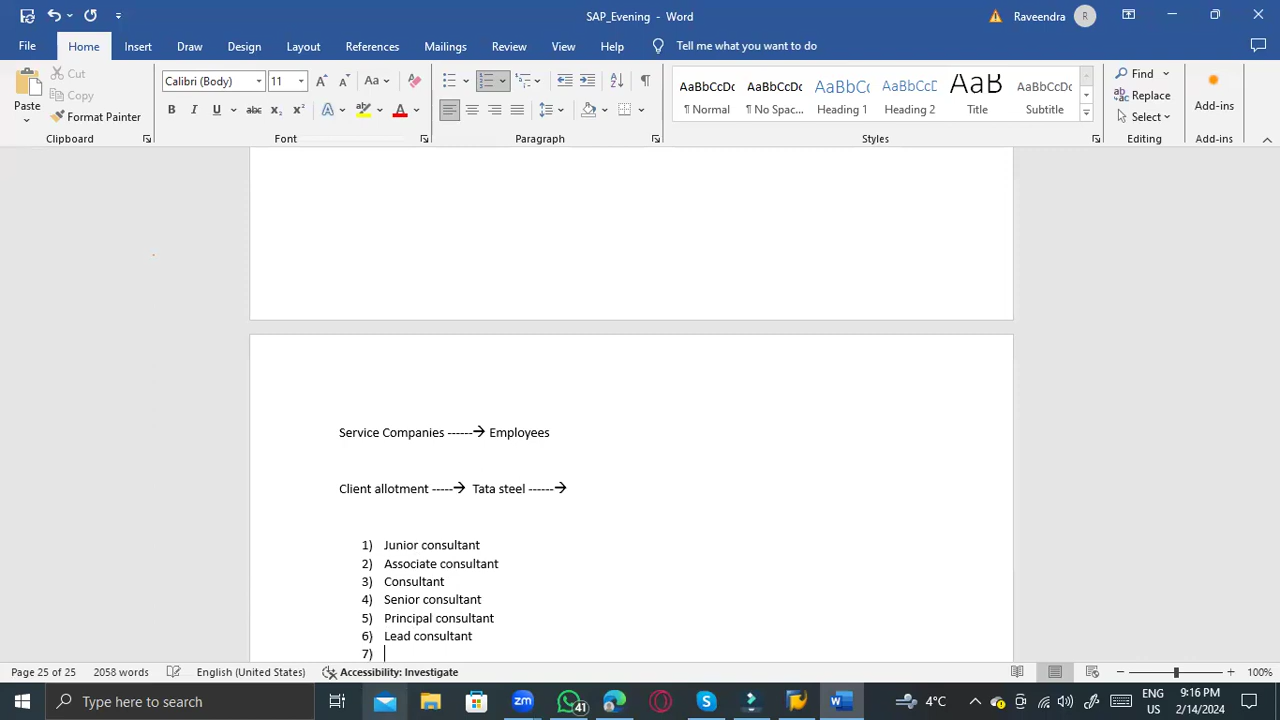 SAP_Evening - Word
Raveendra
R
File Home Insert Draw Design Layout References Mailings Review View Help Tell me what you want to do
Paste
Cut
Copy
Format Painter
Clipboard
Calibri (Body) 11
Font
Paragraph
AaBbCcDc AaBbCcDc AaBbCc AaBbCcD AaB AaBbCcD
¶ Normal ¶ No Spac... Heading 1 Heading 2 Title Subtitle
Styles
Find
Replace
Select
Editing
Add-ins
Add-ins
Service Companies ------→ Employees
Client allotment -----→ Tata steel ------→
1) Junior consultant
2) Associate consultant
3) Consultant
4) Senior consultant
5) Principal consultant
6) Lead consultant
7)
Page 25 of 25 2058 words English (United States) Accessibility: Investigate 100%
Type here to search
41
4°C
ENG
US
9:16 PM
2/14/2024